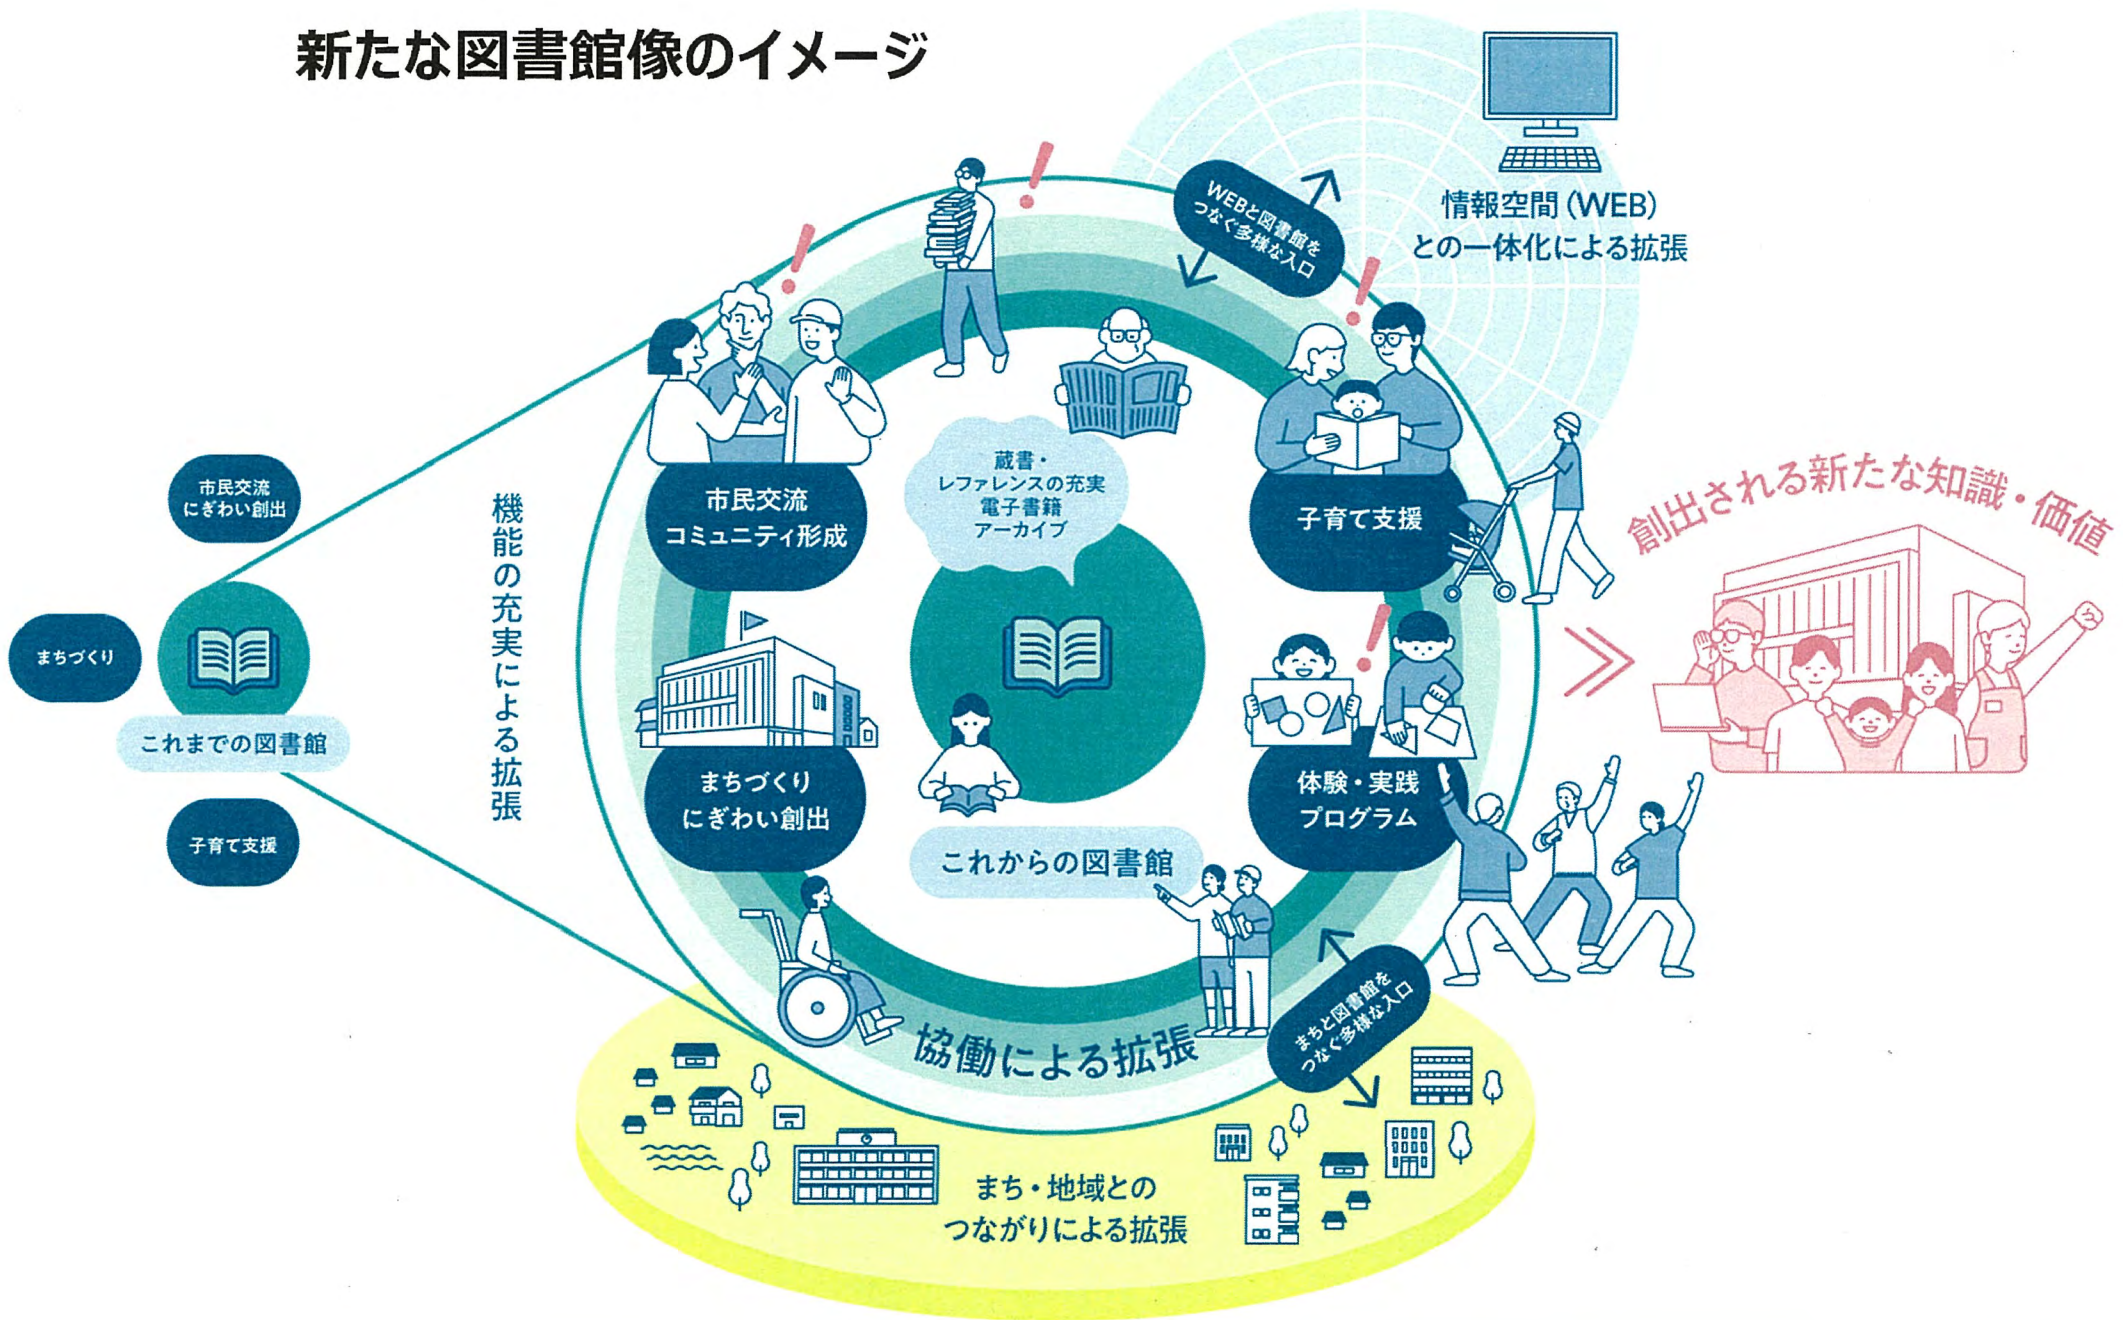 新たな図書館像のイメージ
情報空間（WEB）
との一体化による拡張
WEBと図書館を
つなぐ多様な入口
市民交流
にぎわい創出
まちづくり
これまでの図書館
子育て支援
機能の充実による拡張
市民交流
コミュニティ形成
蔵書・
レファレンスの充実
電子書籍
アーカイブ
子育て支援
まちづくり
にぎわい創出
体験・実践
プログラム
これからの図書館
協働による拡張
まちと図書館を
つなぐ多様な入口
まち・地域との
つながりによる拡張
創出される新たな知識・価値